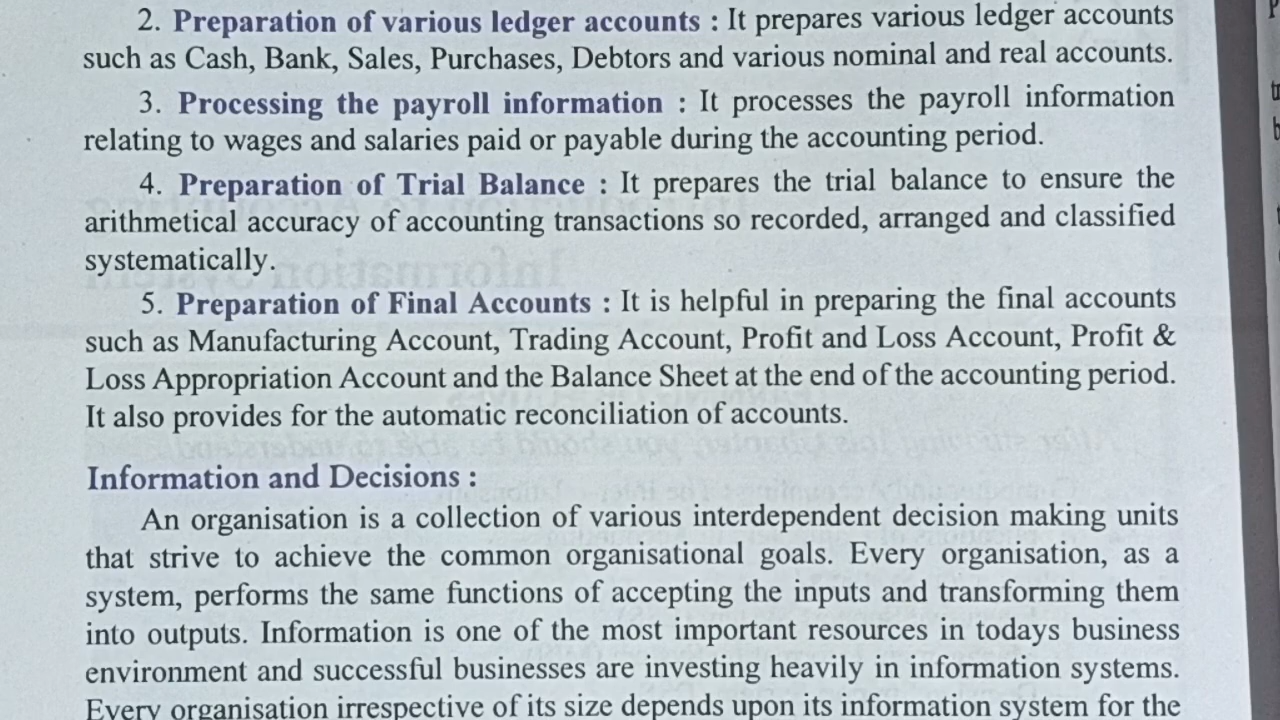 2. Preparation of various ledger accounts : It prepares various ledger accounts
such as Cash, Bank, Sales, Purchases, Debtors and various nominal and real accounts.
3. Processing the payroll information : It processes the payroll information
relating to wages and salaries paid or payable during the accounting period.
4. Preparation of Trial Balance : It prepares the trial balance to ensure the
arithmetical accuracy of accounting transactions so recorded, arranged and classified
systematically.
5. Preparation of Final Accounts : It is helpful in preparing the final accounts
such as Manufacturing Account, Trading Account, Profit and Loss Account, Profit &
Loss Appropriation Account and the Balance Sheet at the end of the accounting period.
It also provides for the automatic reconciliation of accounts.
Information and Decisions :
An organisation is a collection of various interdependent decision making units
that strive to achieve the common organisational goals. Every organisation, as a
system, performs the same functions of accepting the inputs and transforming them
into outputs. Information is one of the most important resources in todays business
environment and successful businesses are investing heavily in information systems.
Every organisation irrespective of its size depends upon its information system for the